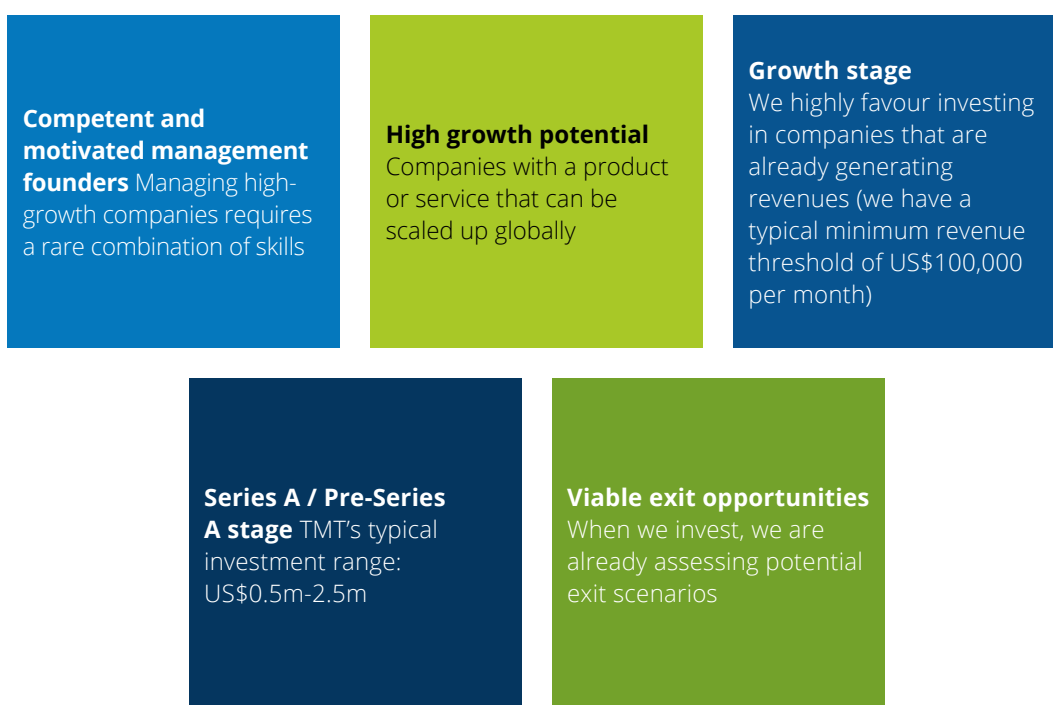 Competent and
motivated management
founders Managing high-
growth companies requires
a rare combination of skills
High growth potential
Companies with a product
or service that can be
scaled up globally
Growth stage
We highly favour investing
in companies that are
already generating
revenues (we have a
typical minimum revenue
threshold of US$100,000
per month)
Series A / Pre-Series
A stage TMT’s typical
investment range:
US$0.5m-2.5m
Viable exit opportunities
When we invest, we are
already assessing potential
exit scenarios